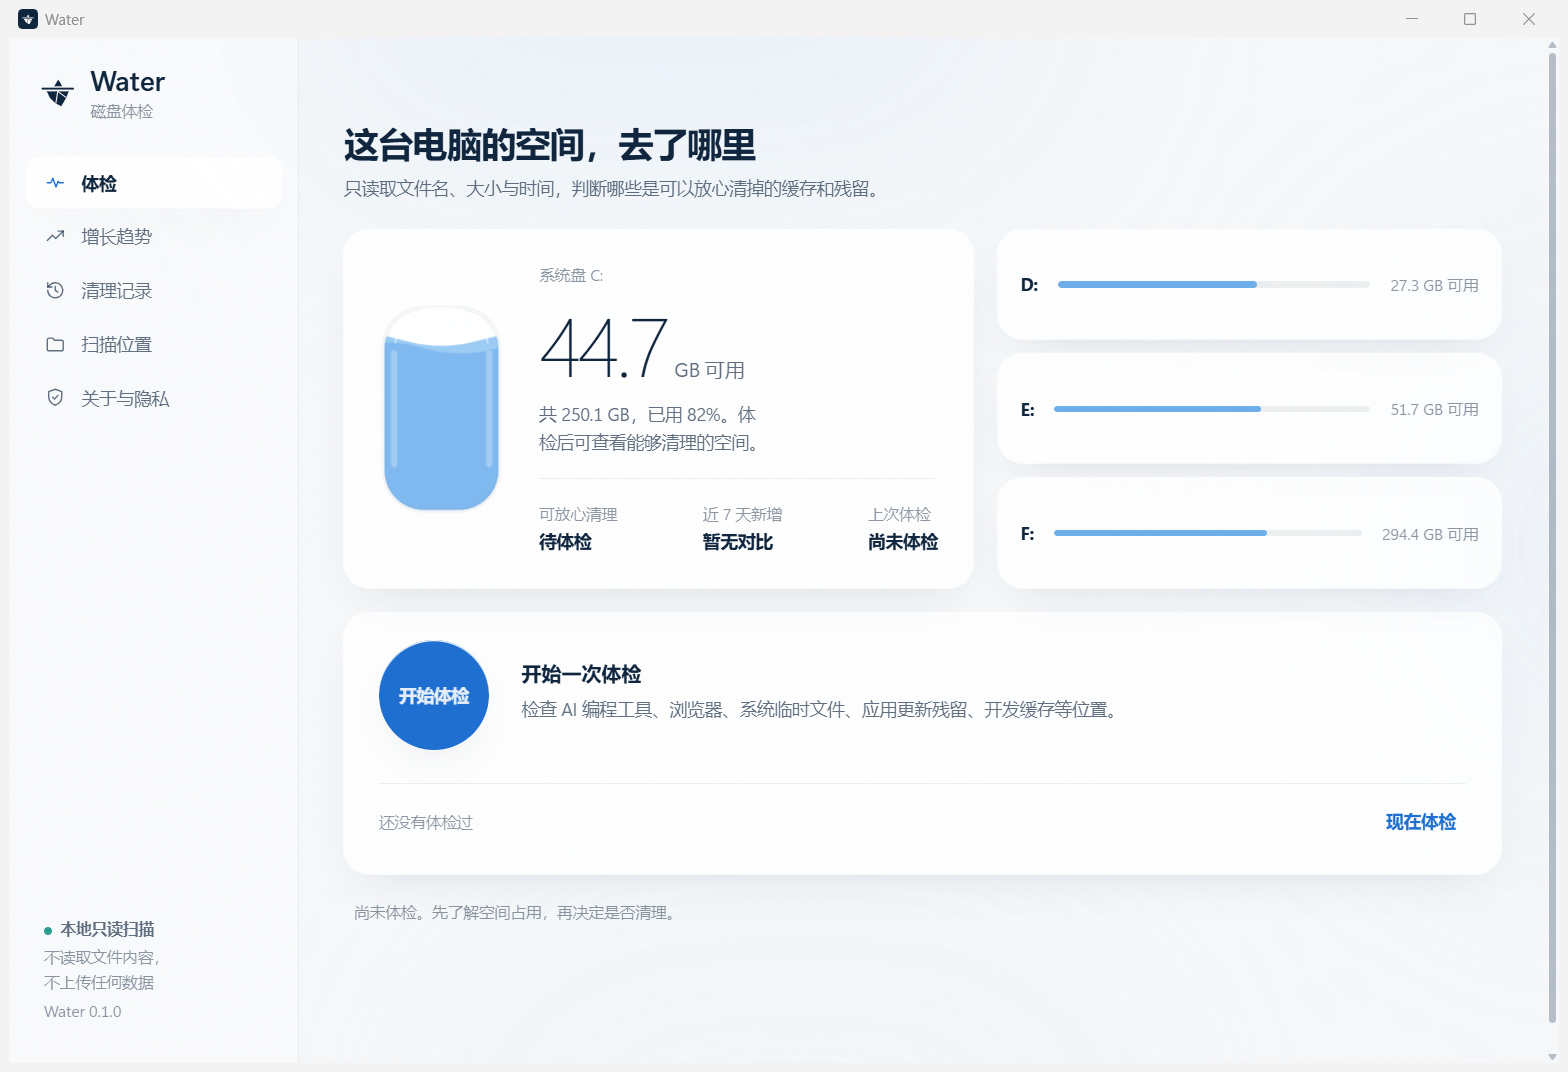 Water
Water
磁盘体检
体检
增长趋势
清理记录
扫描位置
关于与隐私
本地只读扫描
不读取文件内容，
不上传任何数据
Water 0.1.0
这台电脑的空间，去了哪里
只读取文件名、大小与时间，判断哪些是可以放心清掉的缓存和残留。
系统盘 C:
44.7 GB 可用
共 250.1 GB，已用 82%。体
检后可查看能够清理的空间。
可放心清理
待体检
近 7 天新增
暂无对比
上次体检
尚未体检
D: 27.3 GB 可用
E: 51.7 GB 可用
F: 294.4 GB 可用
开始体检
开始一次体检
检查 AI 编程工具、浏览器、系统临时文件、应用更新残留、开发缓存等位置。
还没有体检过
现在体检
尚未体检。先了解空间占用，再决定是否清理。